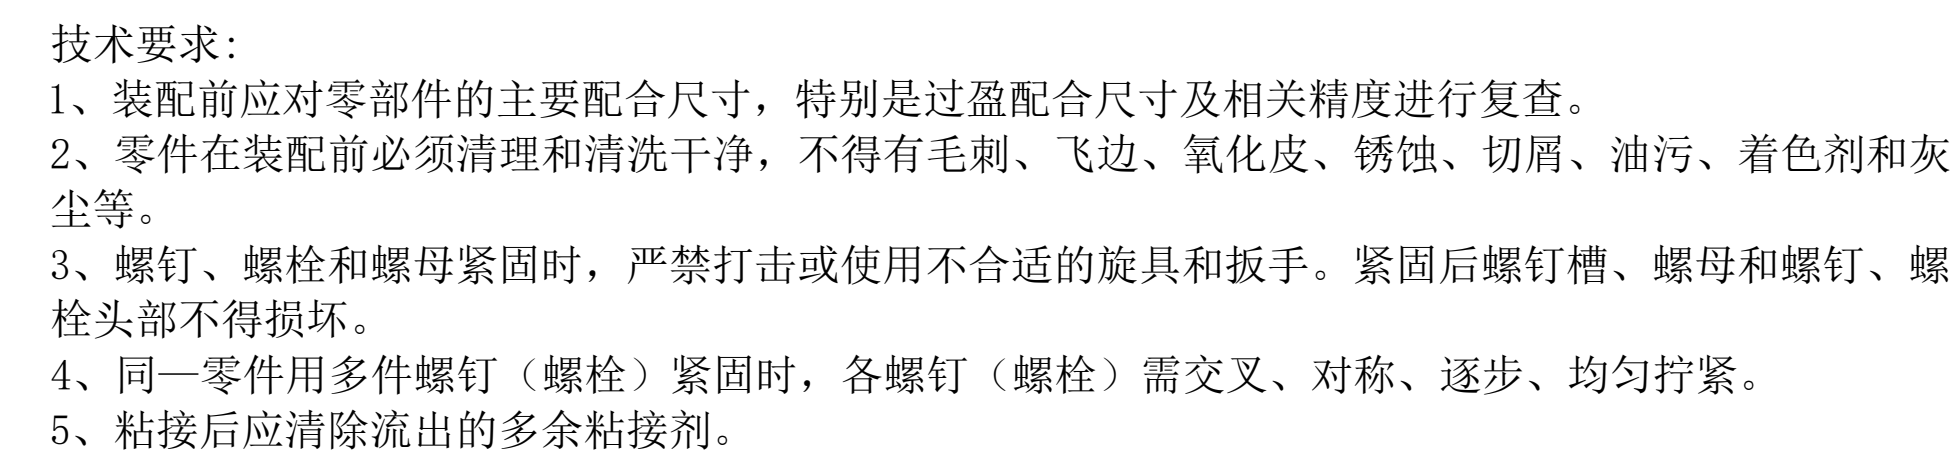 技术要求:
1、装配前应对零部件的主要配合尺寸，特别是过盈配合尺寸及相关精度进行复查。
2、零件在装配前必须清理和清洗干净，不得有毛刺、飞边、氧化皮、锈蚀、切屑、油污、着色剂和灰
尘等。
3、螺钉、螺栓和螺母紧固时，严禁打击或使用不合适的旋具和扳手。紧固后螺钉槽、螺母和螺钉、螺
栓头部不得损坏。
4、同—零件用多件螺钉（螺栓）紧固时，各螺钉（螺栓）需交叉、对称、逐步、均匀拧紧。
5、粘接后应清除流出的多余粘接剂。